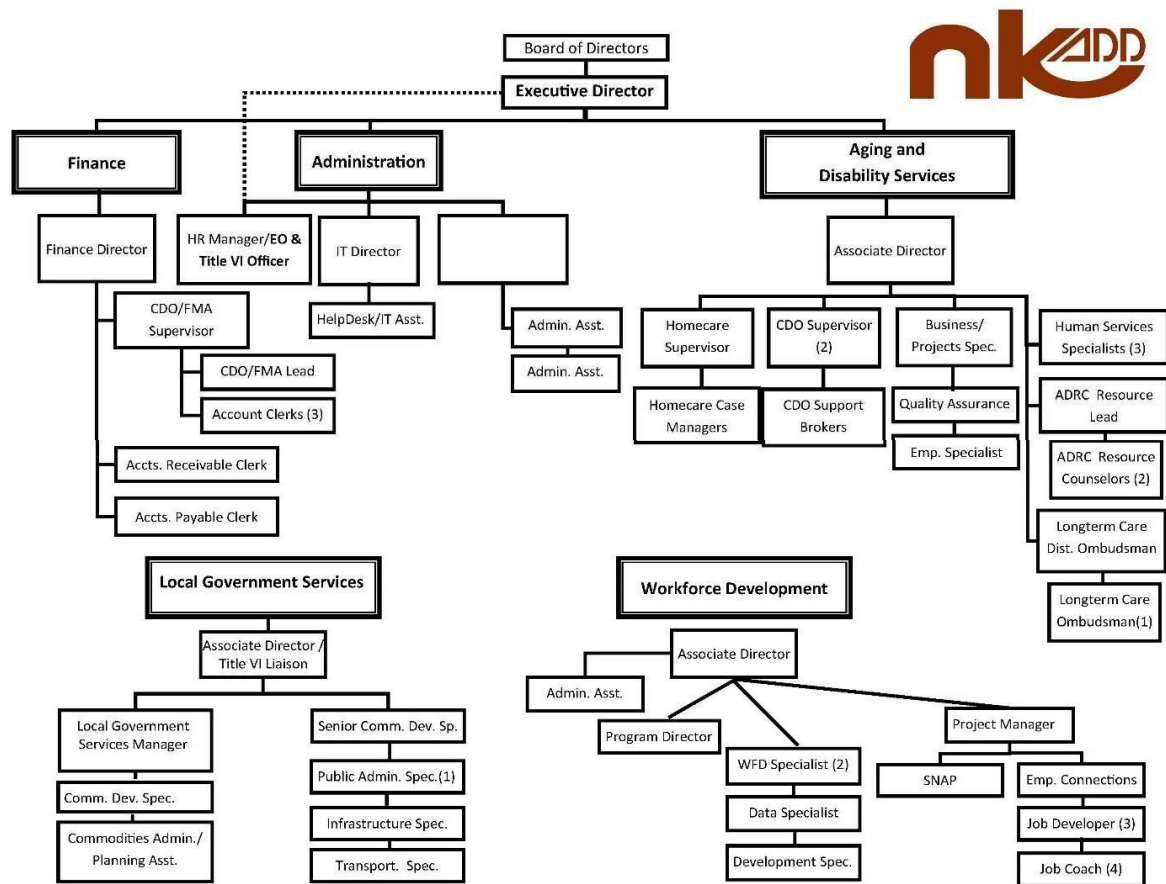 nkADD
Board of Directors
Executive Director
Finance
Administration
Aging and
Disability Services
Finance Director
HR Manager/EO &
Title VI Officer
IT Director
Associate Director
CDO/FMA
Supervisor
HelpDesk/IT Asst.
Admin. Asst.
Admin. Asst.
CDO/FMA Lead
Account Clerks (3)
Accts. Receivable Clerk
Accts. Payable Clerk
Homecare
Supervisor
Homecare Case
Managers
CDO Supervisor
(2)
CDO Support
Brokers
Business/
Projects Spec.
Quality Assurance
Emp. Specialist
Human Services
Specialists (3)
ADRC Resource
Lead
ADRC Resource
Counselors (2)
Longterm Care
Dist. Ombudsman
Longterm Care
Ombudsman(1)
Local Government Services
Associate Director /
Title VI Liaison
Local Government
Services Manager
Comm. Dev. Spec.
Commodities Admin./
Planning Asst.
Senior Comm. Dev. Sp.
Public Admin. Spec.(1)
Infrastructure Spec.
Transport. Spec.
Workforce Development
Associate Director
Admin. Asst.
Program Director
WFD Specialist (2)
Data Specialist
Development Spec.
Project Manager
SNAP
Emp. Connections
Job Developer (3)
Job Coach (4)